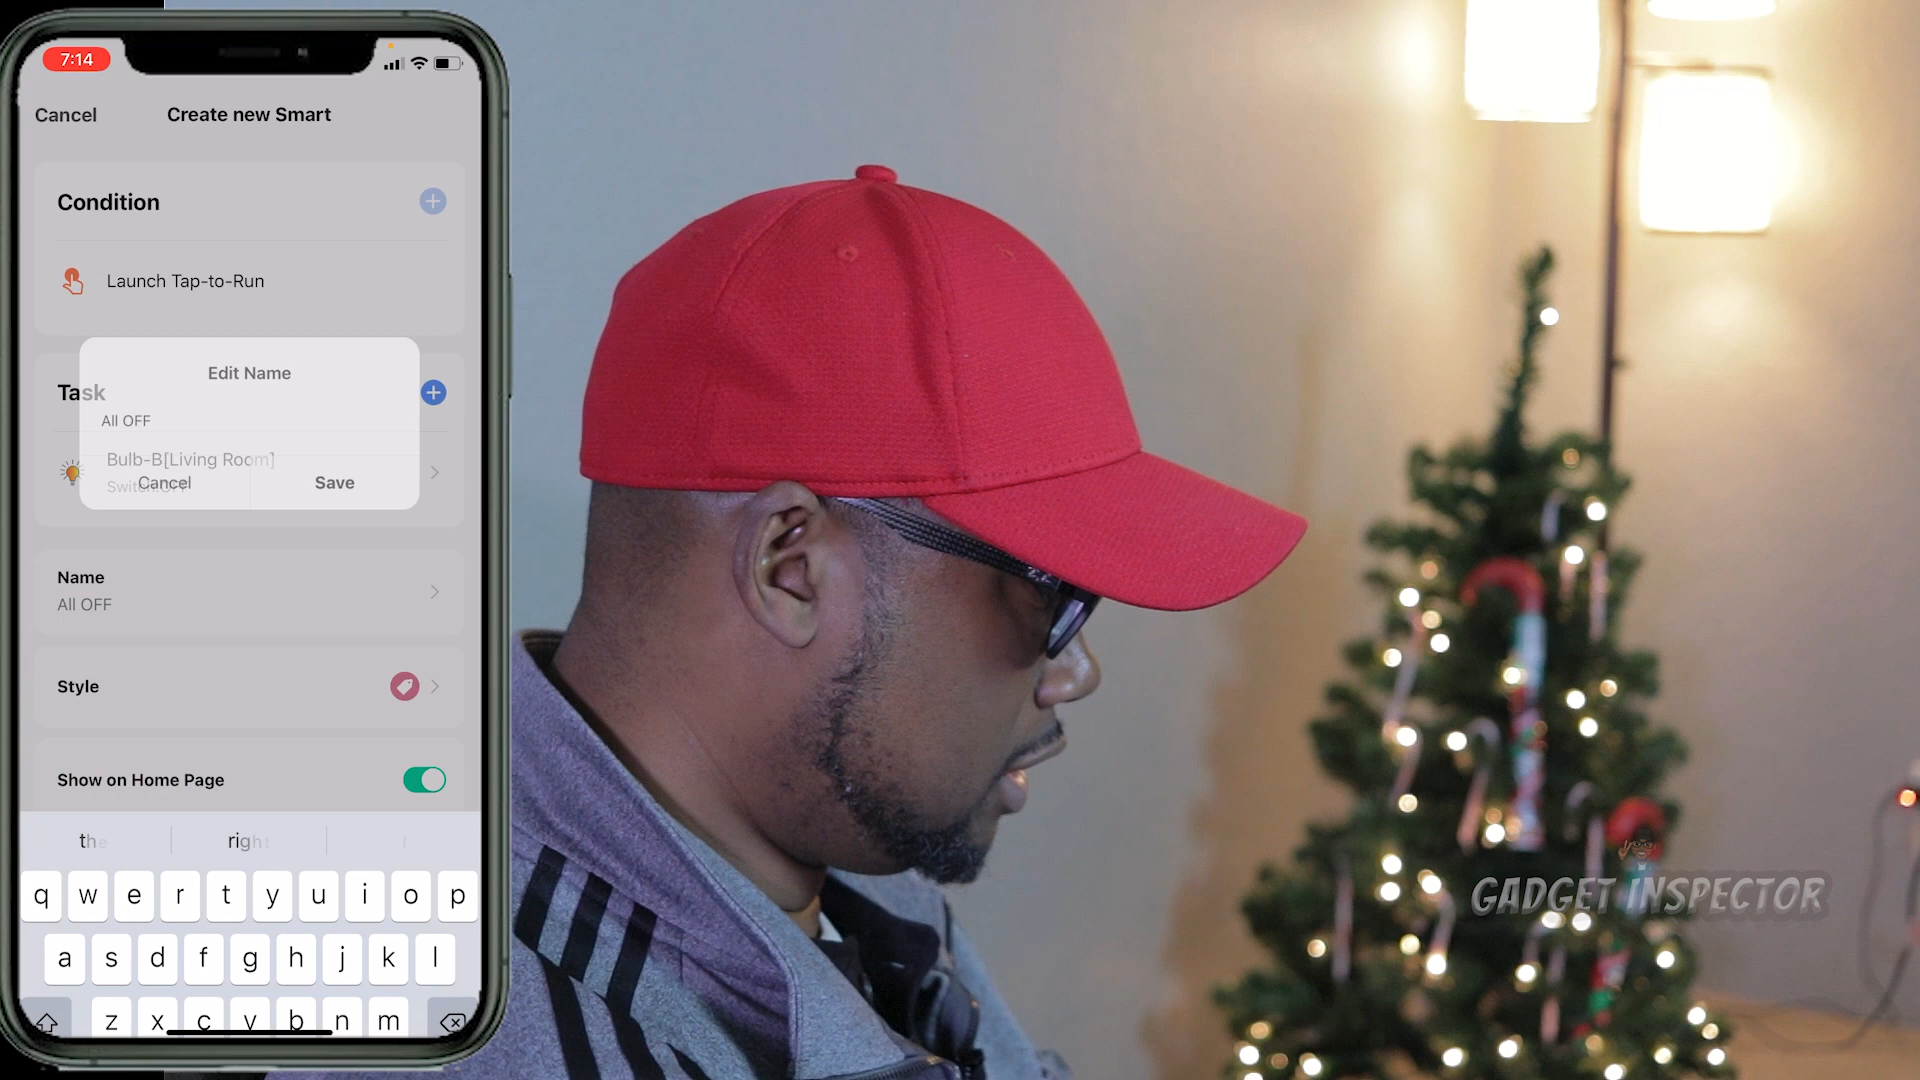 7:14
Cancel
Create new Smart
Condition
Launch Tap-to-Run
Edit Name
Task
All OFF
Bulb-B[Living Room]
Cancel
Save
Name
All OFF
Style
Show on Home Page
the
right
I
q w e r t y u i o p
a s d f g h j k l
z x c v b n m
GADGET INSPECTOR